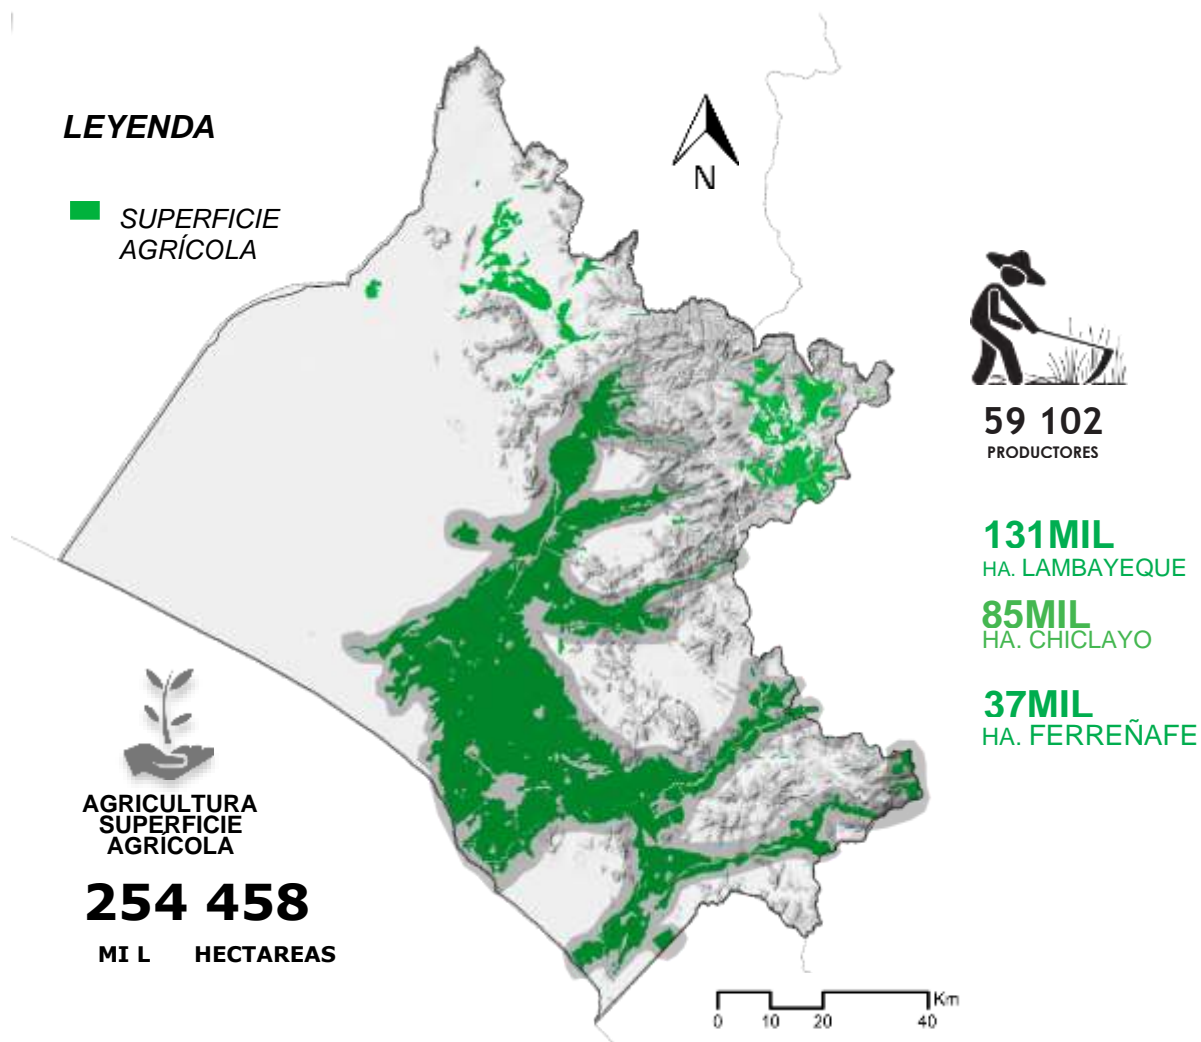 LEYENDA
SUPERFICIE
AGRÍCOLA
N
59 102
PRODUCTORES
131MIL
HA. LAMBAYEQUE
85MIL
HA. CHICLAYO
37MIL
HA. FERREÑAFE
AGRICULTURA
SUPERFICIE
AGRÍCOLA
254 458
MI L HECTAREAS
Km
0 10 20 40